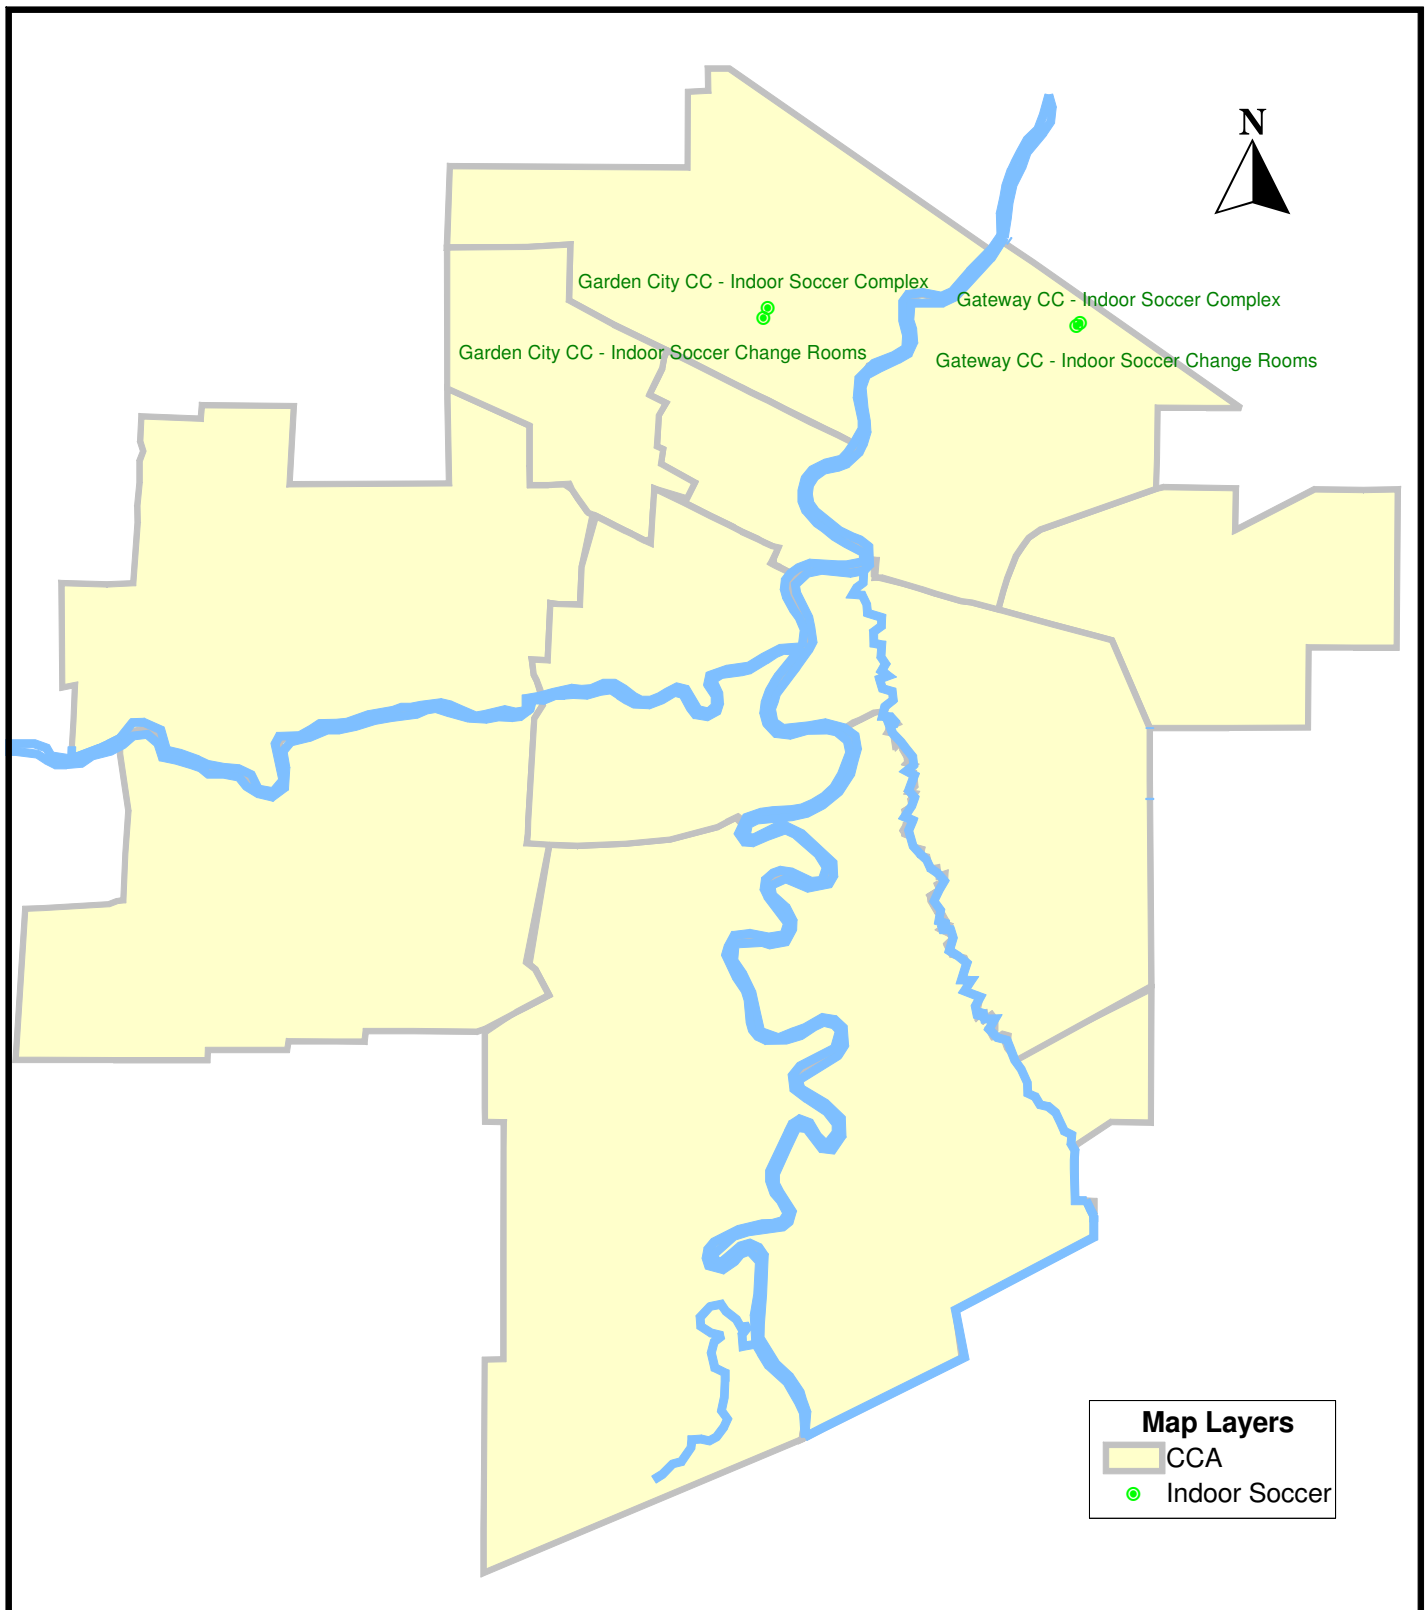 N
Garden City CC - Indoor Soccer Complex
Gateway CC - Indoor Soccer Complex
Garden City CC - Indoor Soccer Change Rooms
Gateway CC - Indoor Soccer Change Rooms
Map Layers
CCA
Indoor Soccer